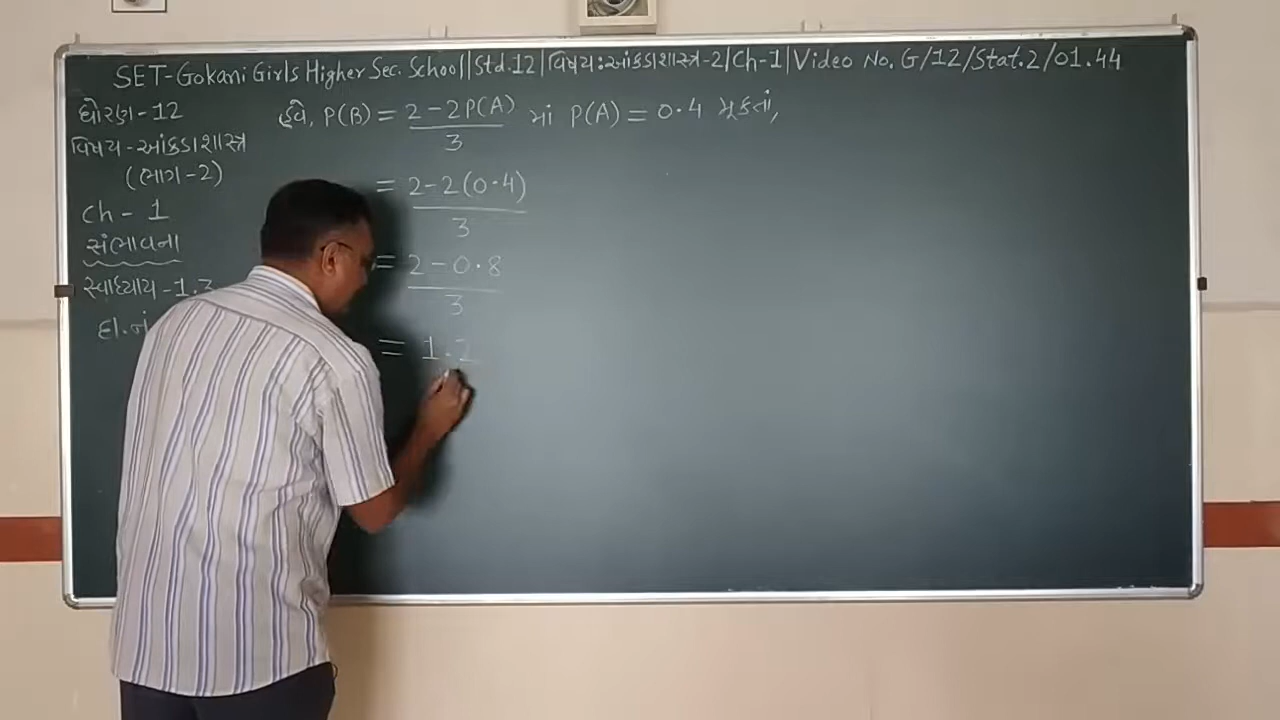 SET-Gokani Girls Higher Sec. School||Std.12|વિષય:આંકડાશાસ્ત્ર-2/Ch-1|Video No. G/12/Stat.2/01.44
ધોરણ-12
વિષય-આંકડાશાસ્ત્ર
(ભાગ-2)
Ch-1
સંભાવના
સ્વાધ્યાય-1.3
દા.નં
હવે, P(B) = 2-2P(A)/3 માં P(A) = 0.4 મૂકતાં,
= 2-2(0.4)/3
= 2-0.8/3
= 1.2